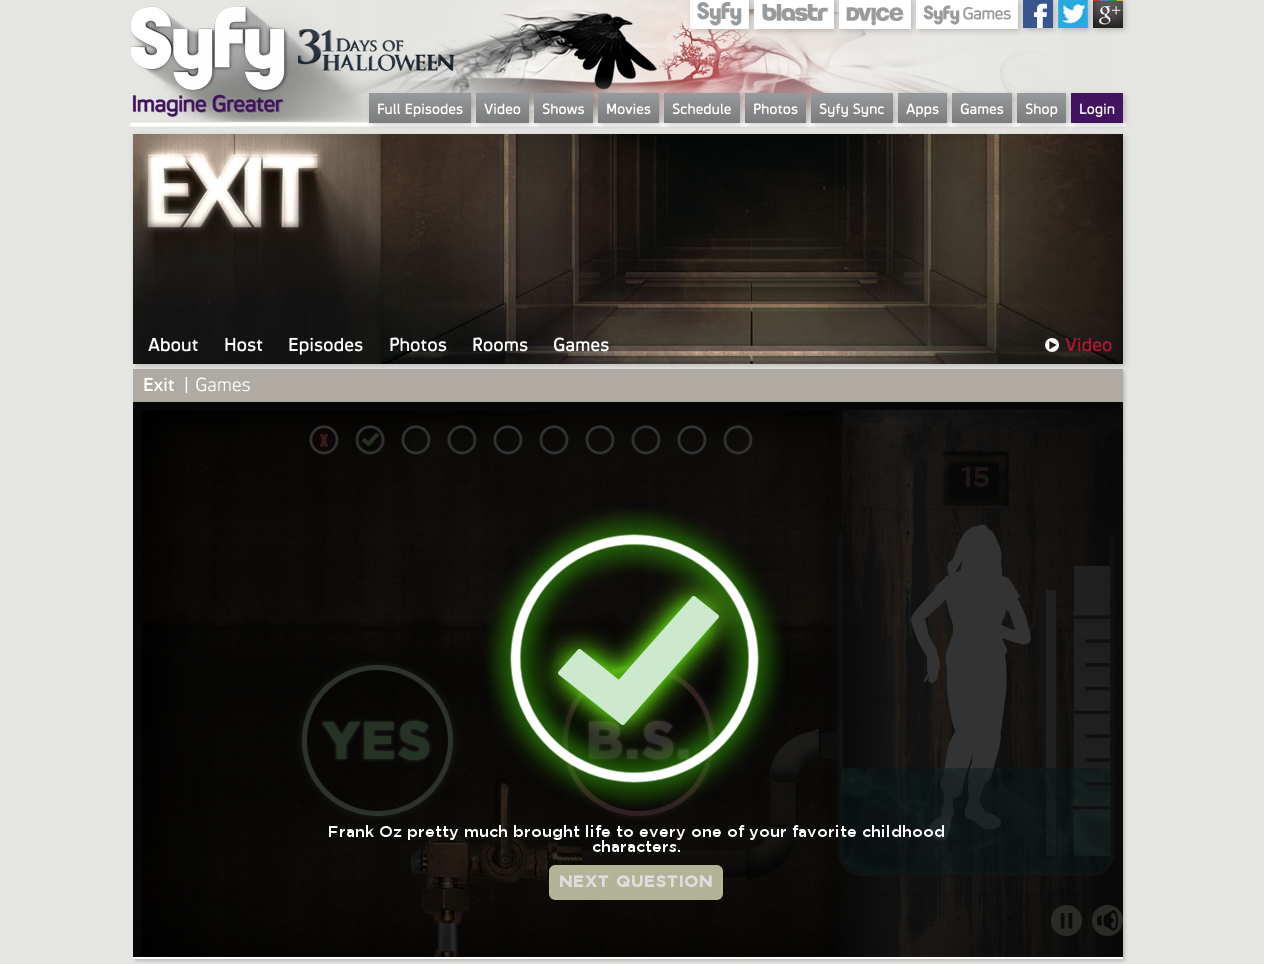 Syfy
Imagine Greater
31 DAYS OF HALLOWEEN
Syfy blastr DVICE Syfy Games f g+
Full Episodes Video Shows Movies Schedule Photos Syfy Sync Apps Games Shop Login
EXIT
About Host Episodes Photos Rooms Games Video
Exit | Games
X
15
YES B.S.
Frank Oz pretty much brought life to every one of your favorite childhood
characters.
NEXT QUESTION